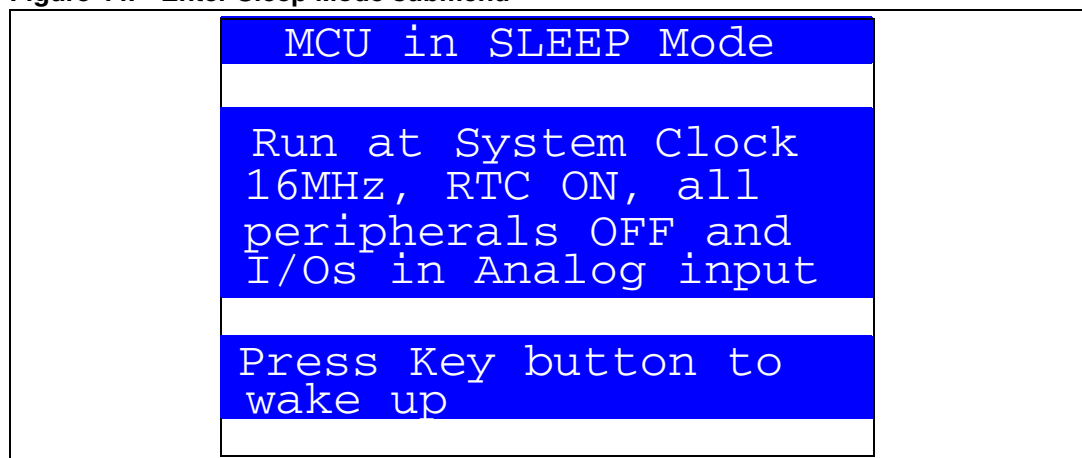 MCU in SLEEP Mode
Run at System Clock
16MHz, RTC ON, all
peripherals OFF and
I/Os in Analog input
Press Key button to
wake up